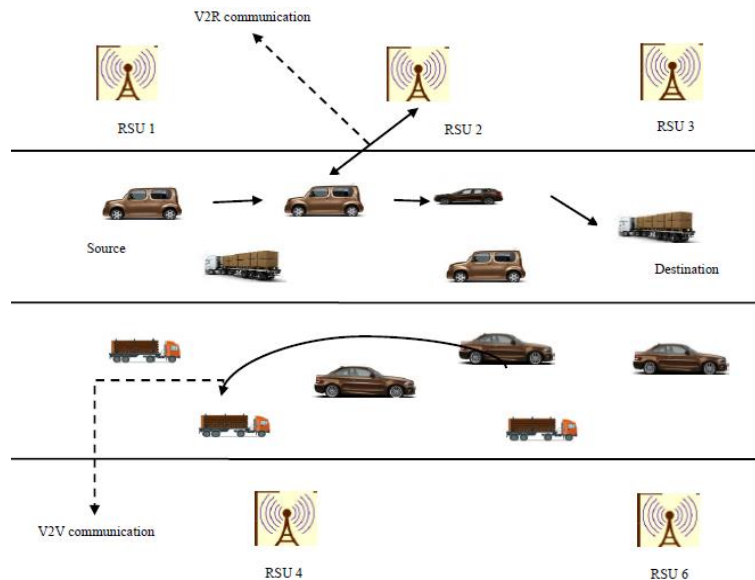 V2R communication
RSU 1
RSU 2
RSU 3
Source
Destination
V2V communication
RSU 4
RSU 6